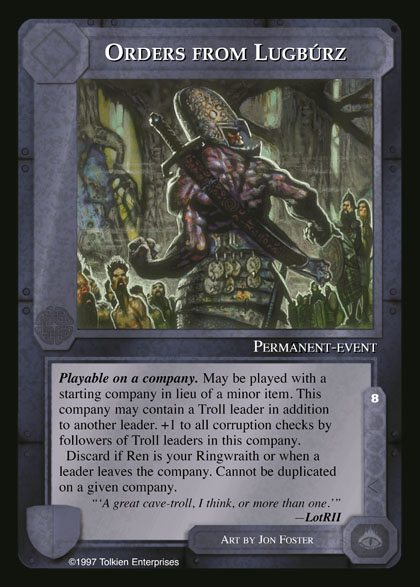 ORDERS FROM LUGBÚRZ
PERMANENT-EVENT
Playable on a company. May be played with a
starting company in lieu of a minor item. This
company may contain a Troll leader in addition
to another leader. +1 to all corruption checks by
followers of Troll leaders in this company.
Discard if Ren is your Ringwraith or when a
leader leaves the company. Cannot be duplicated
on a given company.
“‘A great cave-troll, I think, or more than one.’”
—LotRII
8
ART BY JON FOSTER
©1997 Tolkien Enterprises